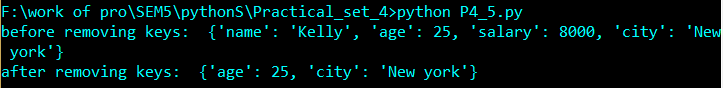 F:\work of pro\SEM5\pythonS\Practical_set_4>python P4_5.py
before removing keys:  {'name': 'Kelly', 'age': 25, 'salary': 8000, 'city': 'New
 york'}
after removing keys:  {'age': 25, 'city': 'New york'}